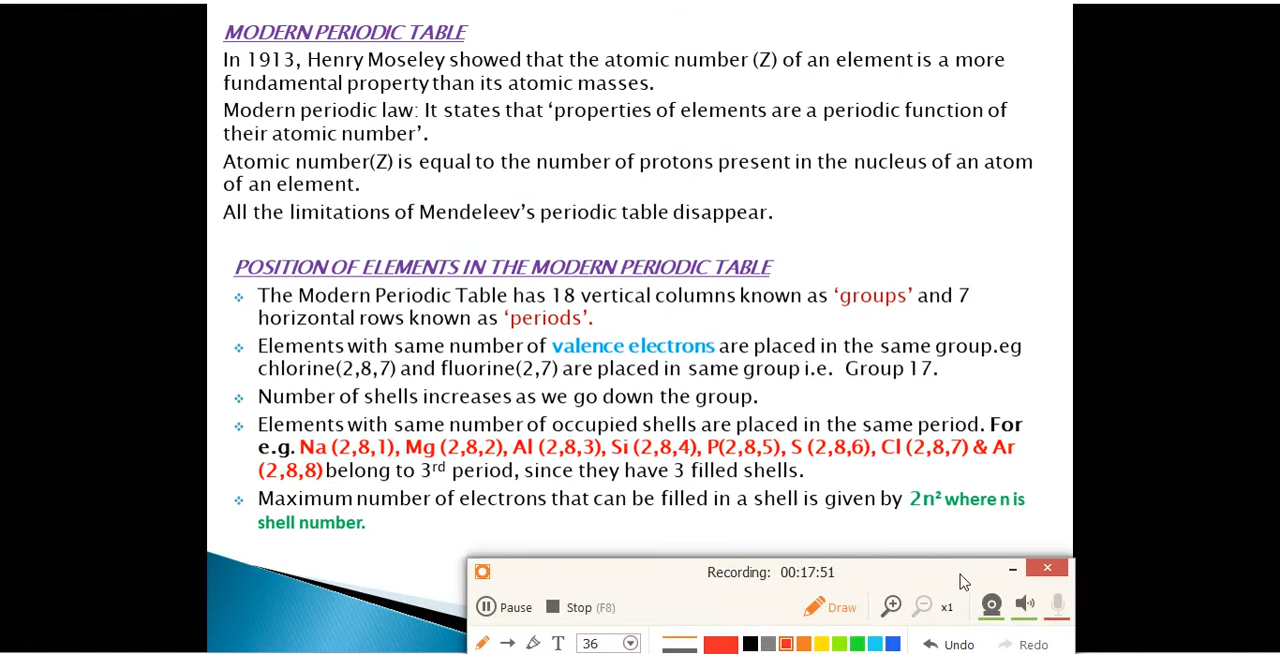 MODERN PERIODIC TABLE
In 1913, Henry Moseley showed that the atomic number (Z) of an element is a more
fundamental property than its atomic masses.
Modern periodic law: It states that ‘properties of elements are a periodic function of
their atomic number’.
Atomic number(Z) is equal to the number of protons present in the nucleus of an atom
of an element.
All the limitations of Mendeleev’s periodic table disappear.
POSITION OF ELEMENTS IN THE MODERN PERIODIC TABLE
❖ The Modern Periodic Table has 18 vertical columns known as ‘groups’ and 7
horizontal rows known as ‘periods’.
❖ Elements with same number of valence electrons are placed in the same group.eg
chlorine(2,8,7) and fluorine(2,7) are placed in same group i.e. Group 17.
❖ Number of shells increases as we go down the group.
❖ Elements with same number of occupied shells are placed in the same period. For
e.g. Na (2,8,1), Mg (2,8,2), Al (2,8,3), Si (2,8,4), P(2,8,5), S (2,8,6), Cl (2,8,7) & Ar
(2,8,8) belong to 3rd period, since they have 3 filled shells.
❖ Maximum number of electrons that can be filled in a shell is given by 2n² where n is
shell number.
Recording: 00:17:51
Pause Stop (F8) Draw x1
T 36 Undo Redo